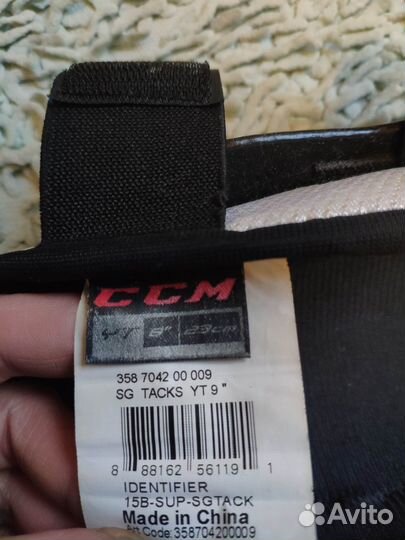 CCM
23cm
358 7042 00 009
SG TACKS YT 9"
8 88162 56119 1
IDENTIFIER
15B-SUP-SGTACK
Made in China
Art Code: 358704200009
Avito